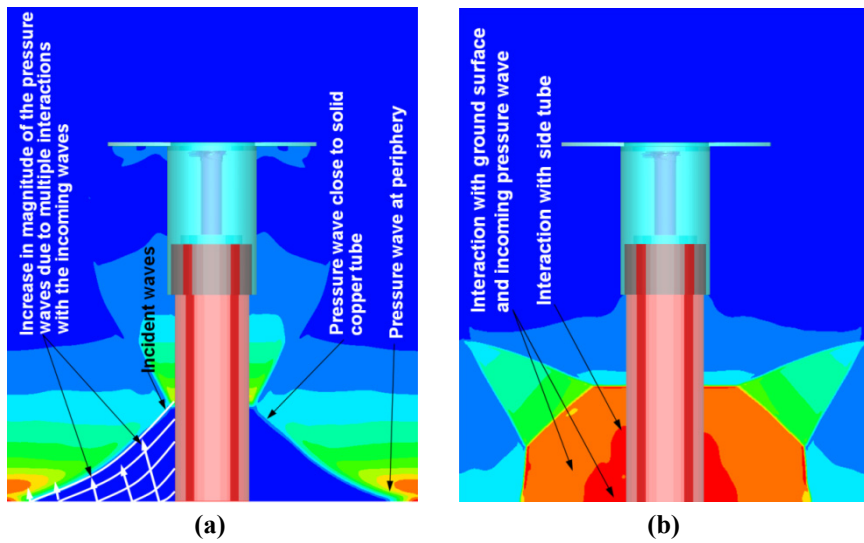 Increase in magnitude of the pressure
waves due to multiple interactions
with the incoming waves
Incident waves
Pressure wave close to solid
copper tube
Pressure wave at periphery
(a)
Interaction with ground surface
and incoming pressure wave
Interaction with side tube
(b)